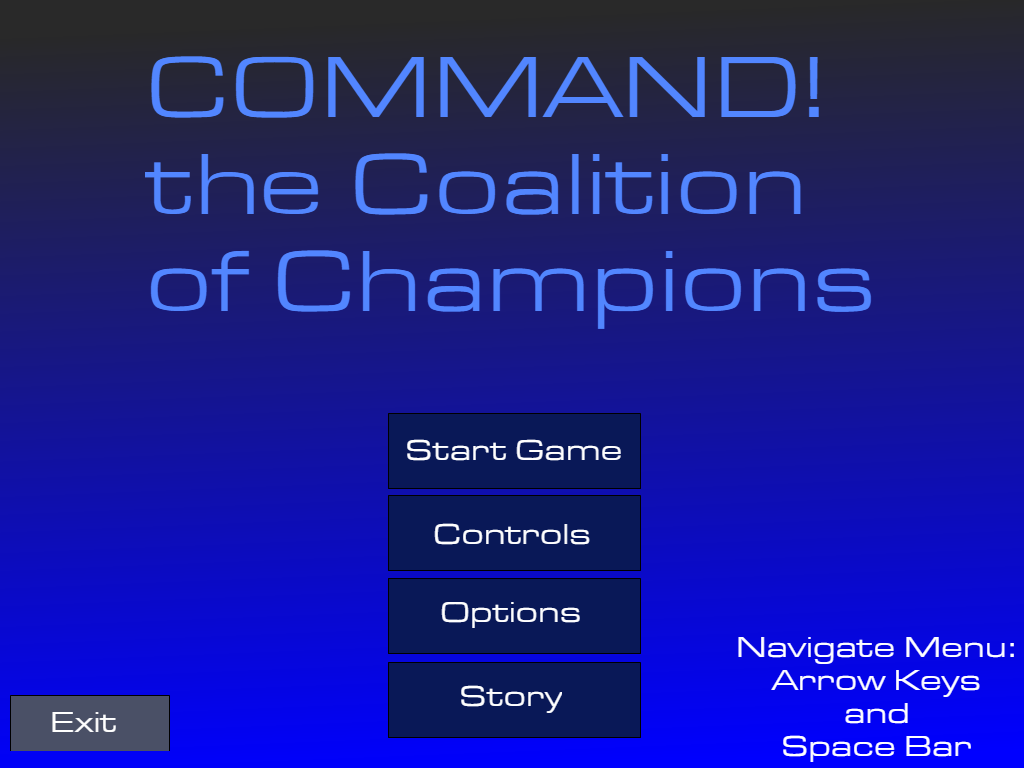 COMMAND!
the Coalition
of Champions
Start Game
Controls
Options
Story
Exit
Navigate Menu:
Arrow Keys
and
Space Bar